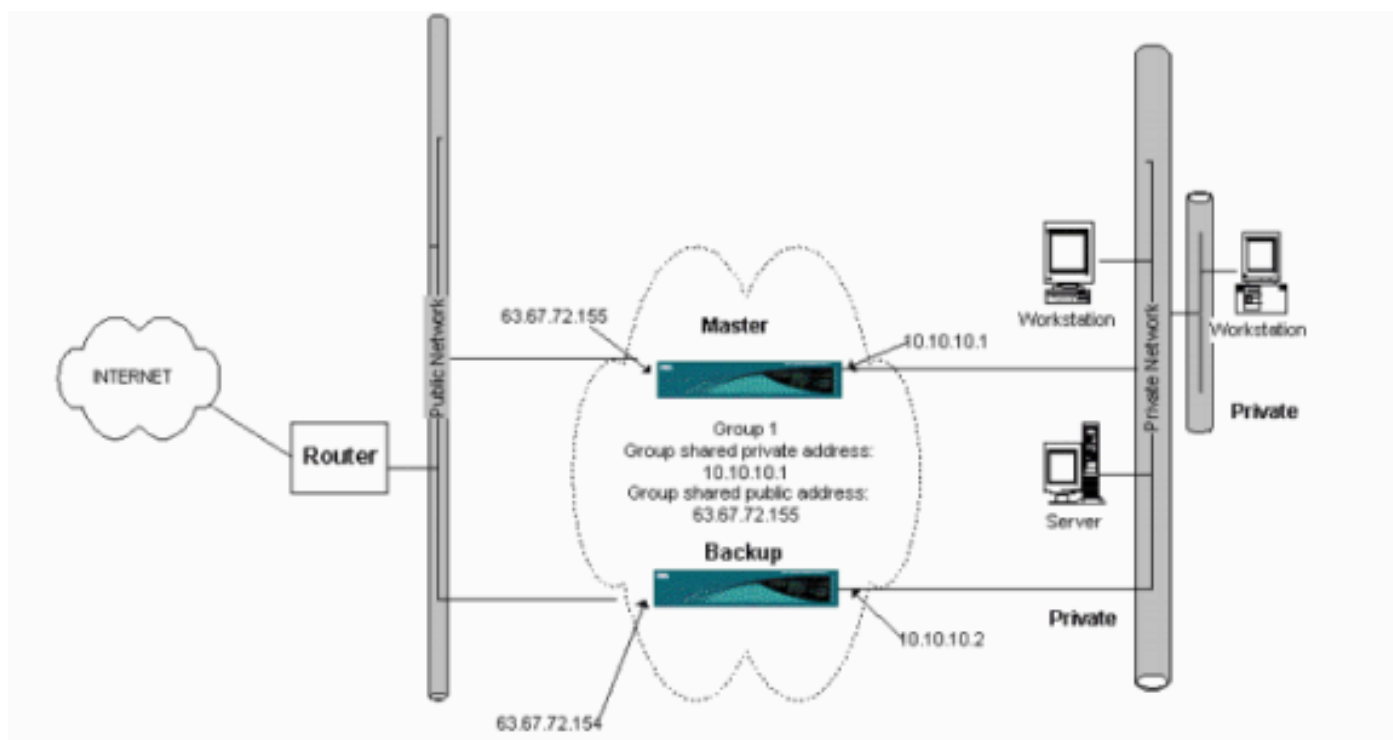 INTERNET
Router
Public Network
63.67.72.155
Master
10.10.10.1
Group 1
Group shared private address:
10.10.10.1
Group shared public address:
63.67.72.155
Backup
63.67.72.154
10.10.10.2
Workstation
Private Network
Workstation
Private
Server
Private